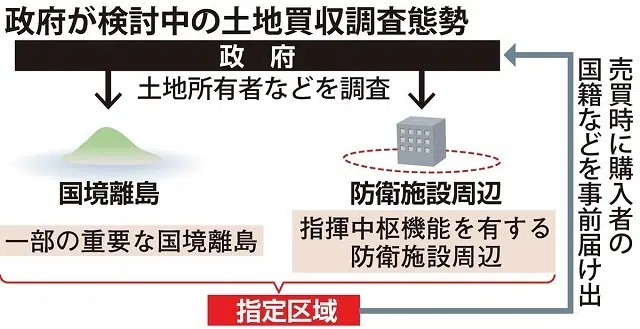 政府が検討中の土地買収調査態勢
政府
土地所有者などを調査
国境離島
一部の重要な国境離島
防衛施設周辺
指揮中枢機能を有する
防衛施設周辺
指定区域
売買時に購入者の
国籍などを事前届け出